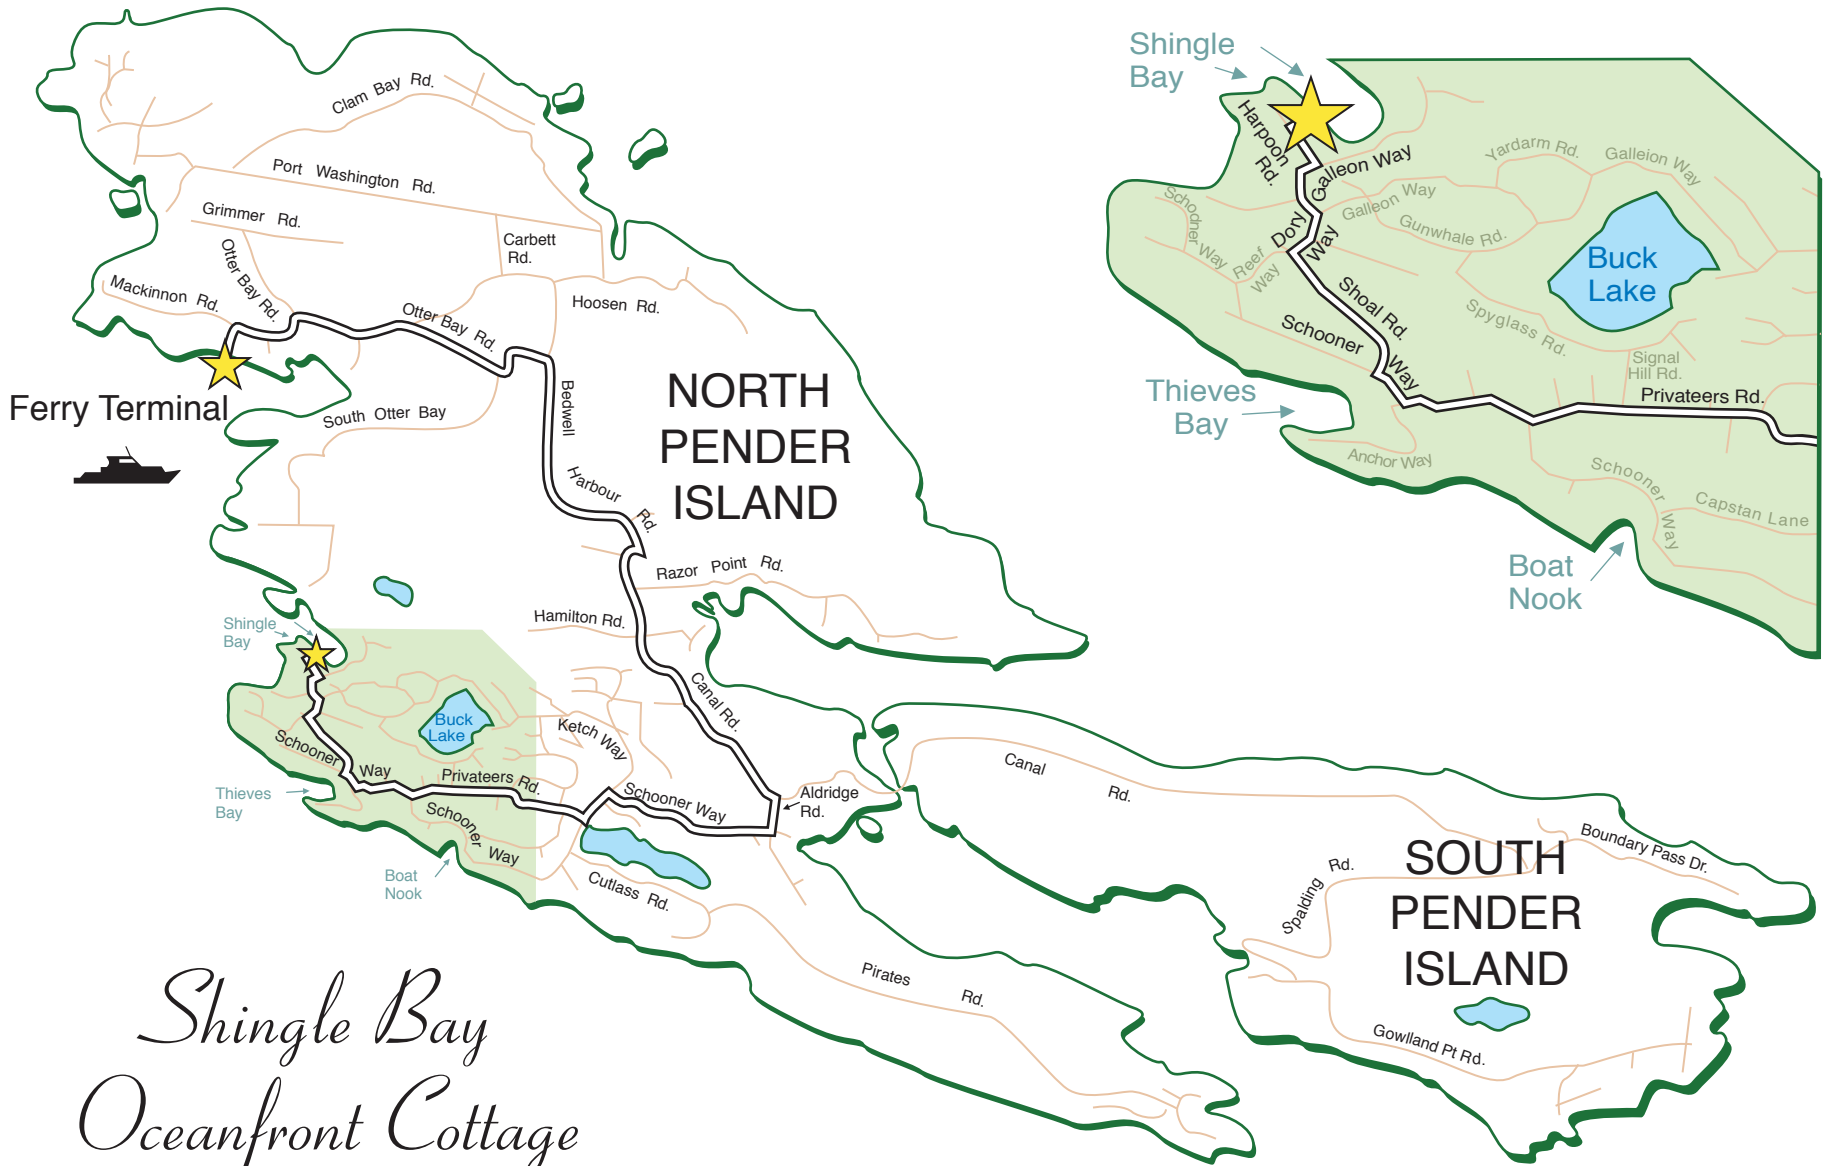 Clam Bay Rd.
Port Washington Rd.
Grimmer Rd.
Otter Bay Rd.
Mackinnon Rd.
Carbett
Rd.
Hoosen Rd.
Otter Bay Rd.
Ferry Terminal
South Otter Bay
Bedwell
Harbour
Rd.
NORTH
PENDER
ISLAND
Razor Point Rd.
Hamilton Rd.
Shingle
Bay
Canal Rd.
Buck
Lake
Ketch Way
Schooner
Way
Privateers Rd.
Schooner Way
Aldridge
Rd.
Thieves
Bay
Schooner
Way
Boat
Nook
Cutlass Rd.
Pirates Rd.
Canal
Rd.
Boundary Pass Dr.
Spalding Rd.
SOUTH
PENDER
ISLAND
Gowlland Pt Rd.
Shingle
Bay
Harpoon
Rd.
Galleon Way
Yardarm Rd.
Galleion Way
Galleon Way
Gunwhale Rd.
Schodner
Way
Reef
Way
Dory
Way
Buck
Lake
Shoal Rd.
Spyglass Rd.
Schooner
Way
Signal
Hill Rd.
Privateers Rd.
Thieves
Bay
Anchor Way
Schooner
Way
Capstan Lane
Boat
Nook
Shingle Bay
Oceanfront Cottage